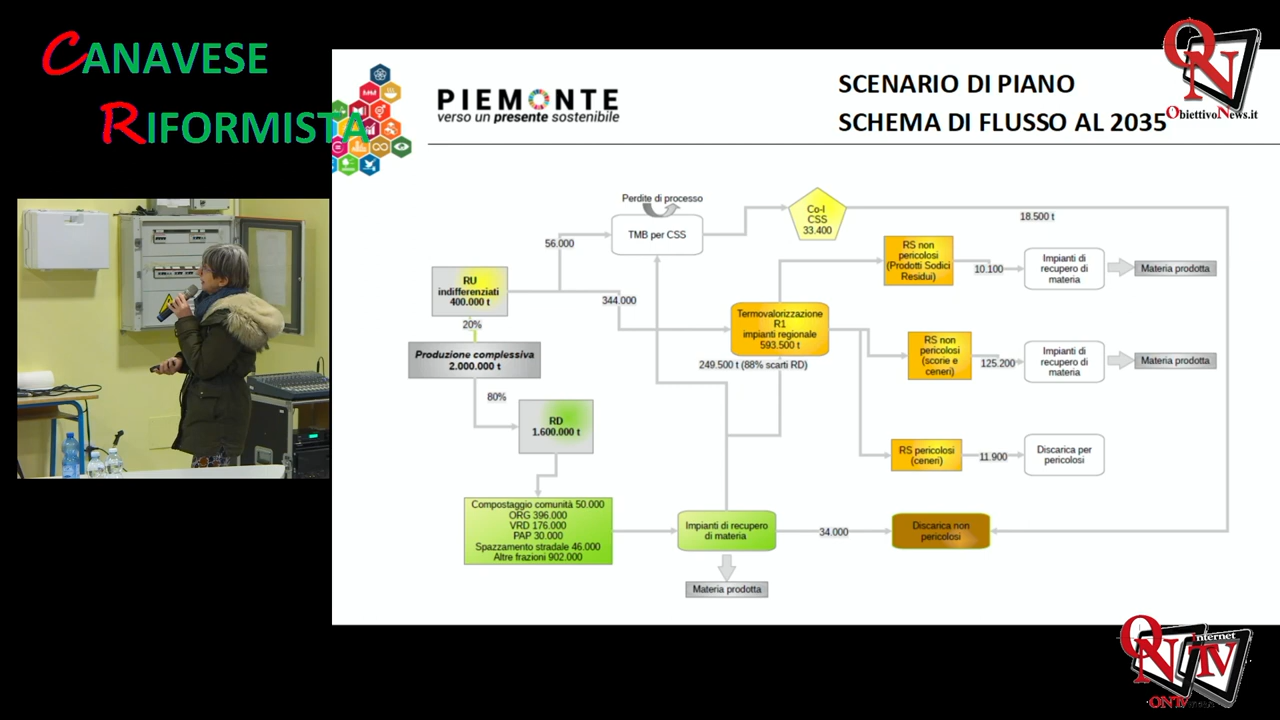 CANAVESE
RIFORMISTA
PIEMONTE
verso un presente sostenibile
SCENARIO DI PIANO
SCHEMA DI FLUSSO AL 2035
ON
ObiettivoNews.it
Perdite di processo
TMB per CSS
56.000
Co-I
CSS
33.400
18.500 t
RU
indifferenziati
400.000 t
344.000
20%
Produzione complessiva
2.000.000 t
80%
RD
1.600.000 t
Termovalorizzazione
R1
impianti regionale
593.500 t
249.500 t (88% scarti RD)
RS non
pericolosi
(Prodotti Sodici
Residui)
10.100
Impianti di
recupero di
materia
Materia prodotta
RS non
pericolosi
(scorie e
ceneri)
125.200
Impianti di
recupero di
materia
Materia prodotta
RS pericolosi
(ceneri)
11.900
Discarica per
pericolosi
Compostaggio comunità 50.000
ORG 396.000
VRD 176.000
PAP 30.000
Spazzamento stradale 46.000
Altre frazioni 902.000
Impianti di recupero
di materia
34.000
Discarica non
pericolosi
Materia prodotta
ON
internet
TV